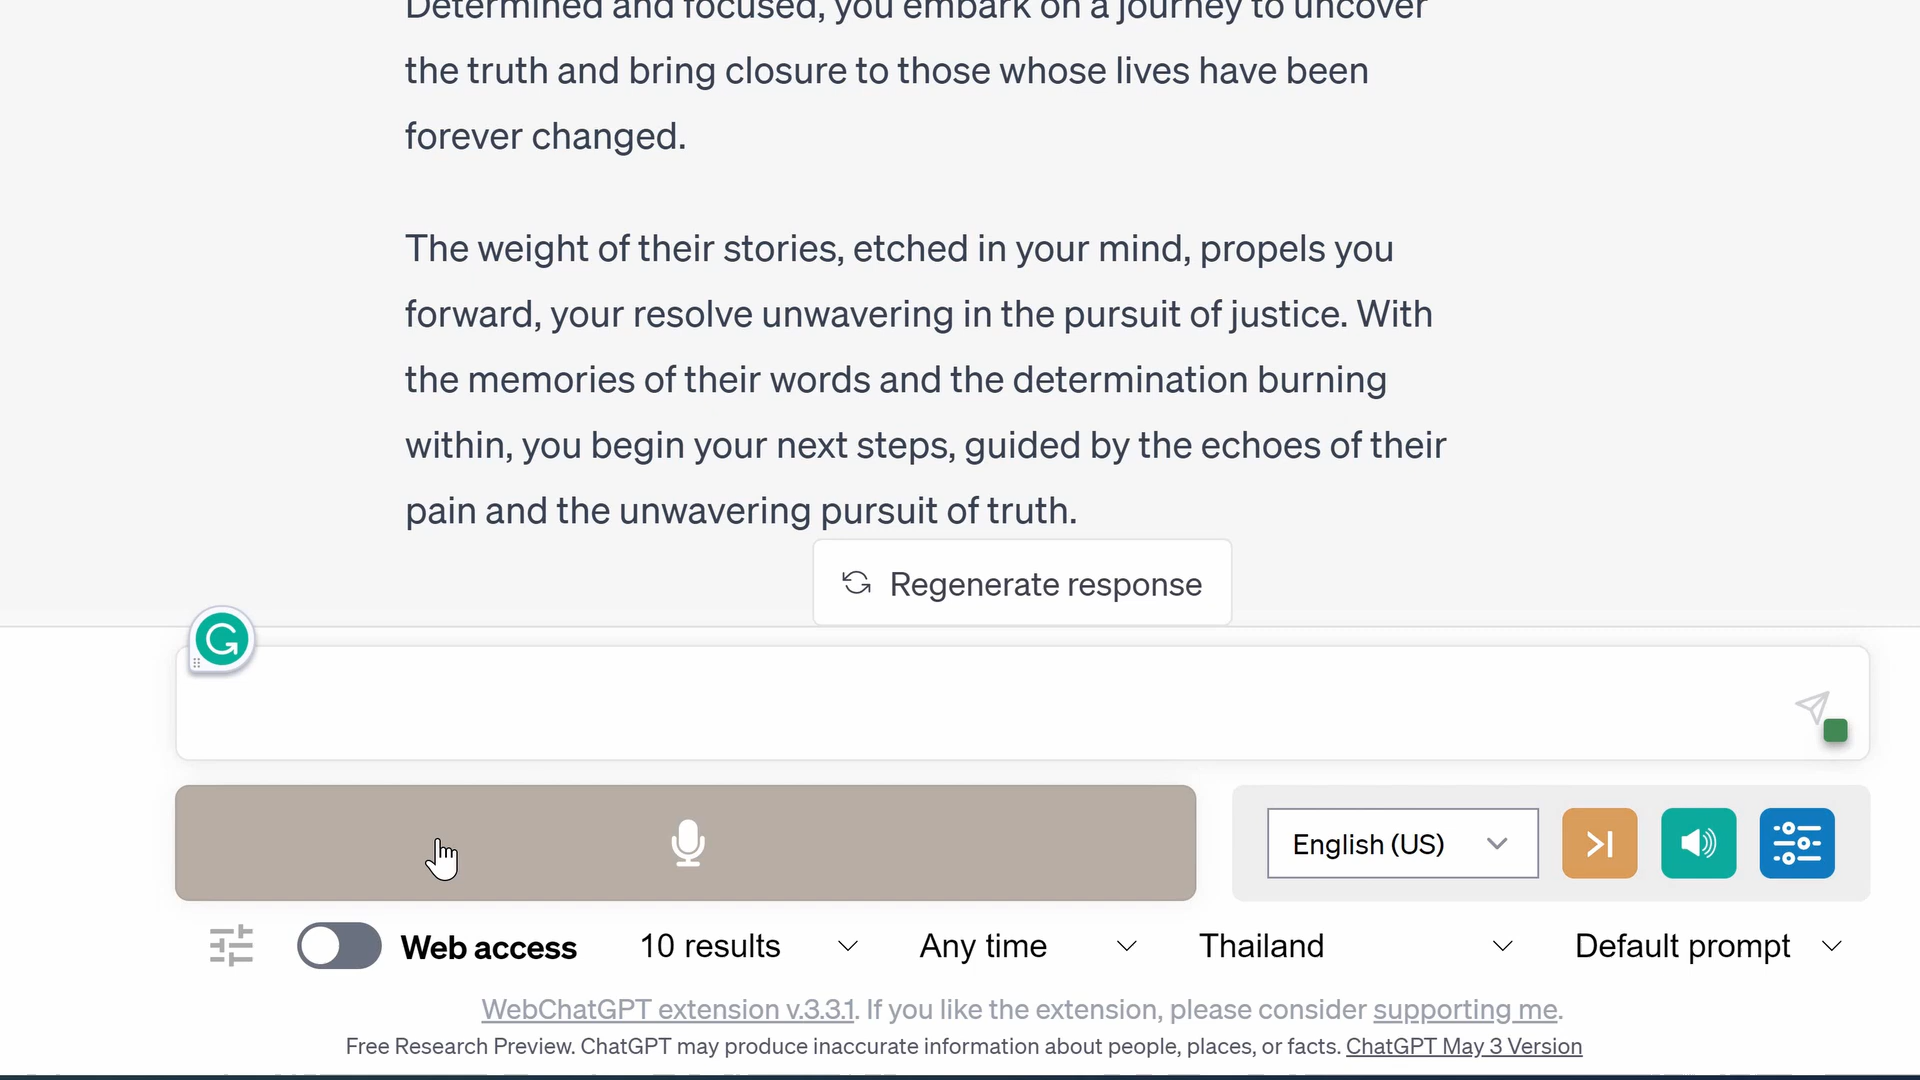 Determined and focused, you embark on a journey to uncover
the truth and bring closure to those whose lives have been
forever changed.
The weight of their stories, etched in your mind, propels you
forward, your resolve unwavering in the pursuit of justice. With
the memories of their words and the determination burning
within, you begin your next steps, guided by the echoes of their
pain and the unwavering pursuit of truth.
Regenerate response
English (US)
Web access 10 results Any time Thailand Default prompt
WebChatGPT extension v.3.3.1. If you like the extension, please consider supporting me.
Free Research Preview. ChatGPT may produce inaccurate information about people, places, or facts. ChatGPT May 3 Version